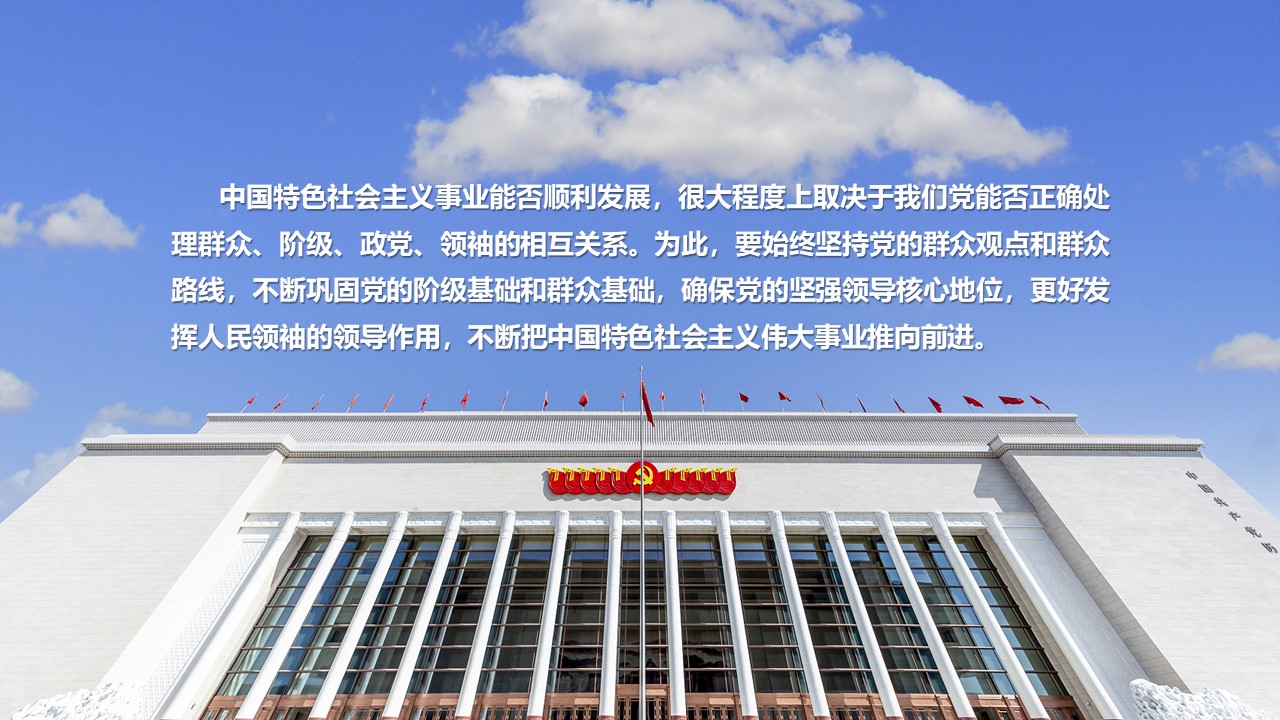 中国特色社会主义事业能否顺利发展，很大程度上取决于我们党能否正确处
理群众、阶级、政党、领袖的相互关系。为此，要始终坚持党的群众观点和群众
路线，不断巩固党的阶级基础和群众基础，确保党的坚强领导核心地位，更好发
挥人民领袖的领导作用，不断把中国特色社会主义伟大事业推向前进。
中国共产党历